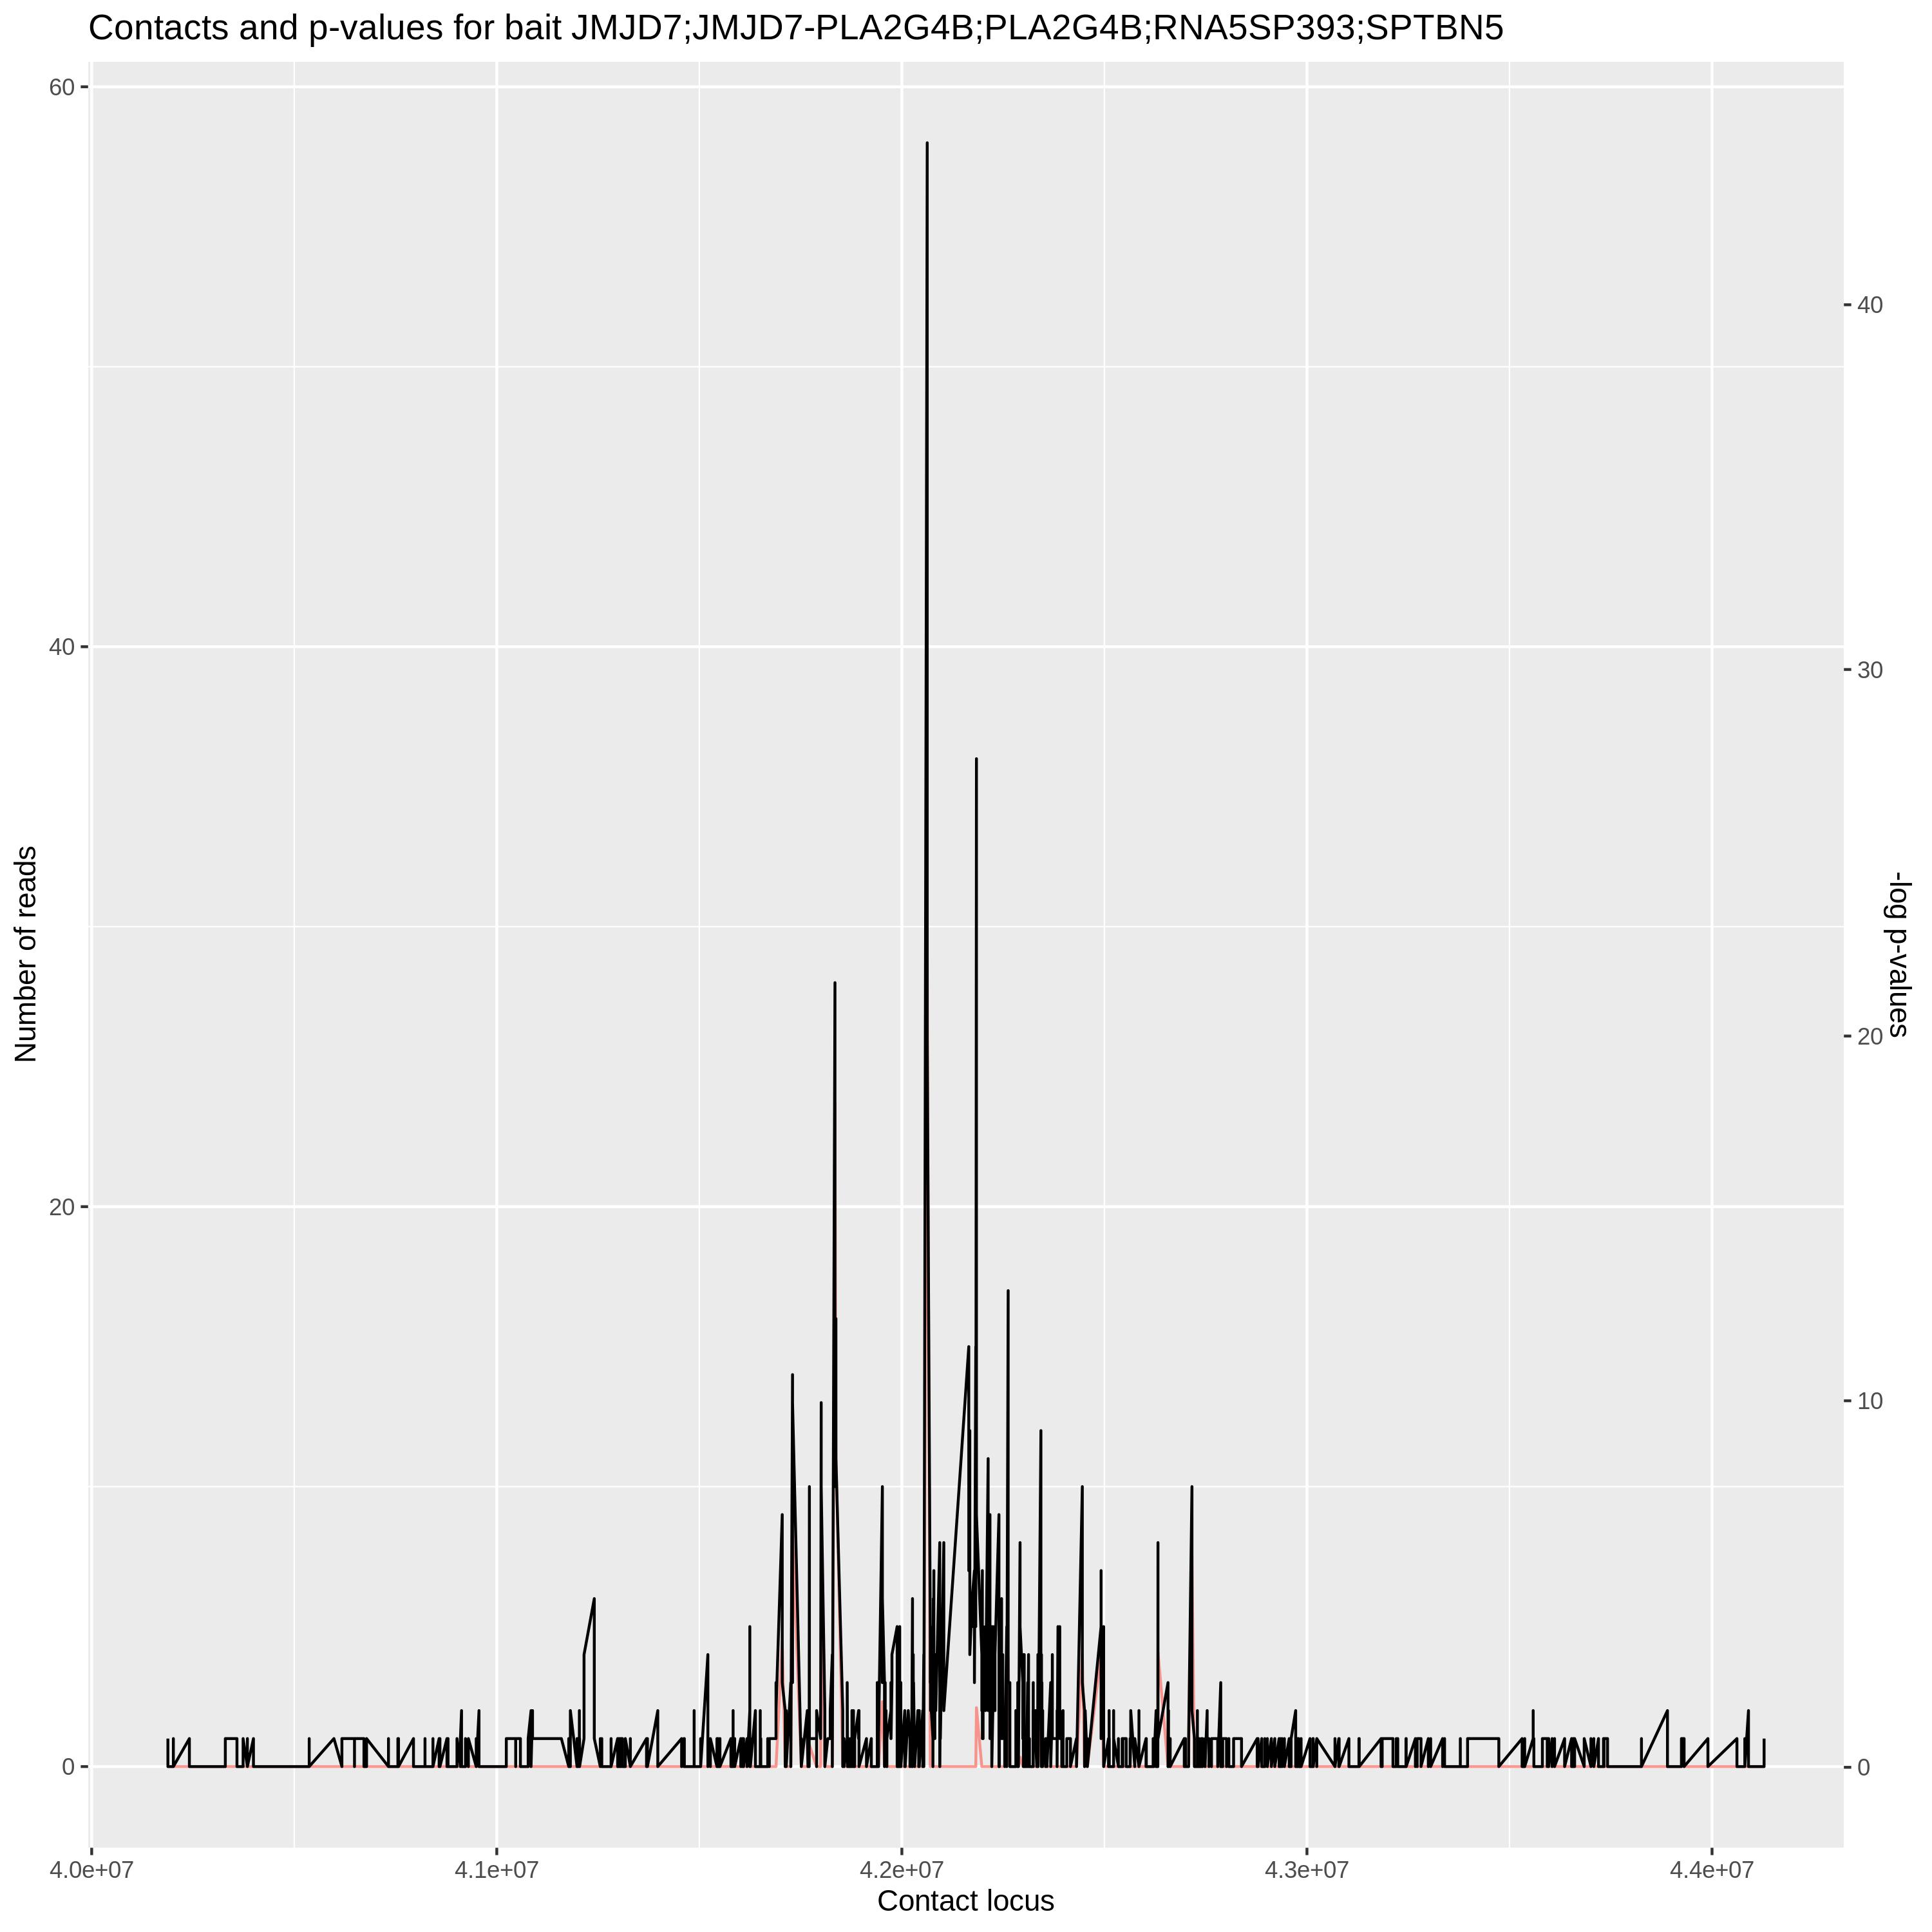 Contacts and p-values for bait JMJD7;JMJD7-PLA2G4B;PLA2G4B;RNA5SP393;SPTBN5
60
40
20
0
Number of reads
40
30
20
10
0
-log p-values
4.0e+07 4.1e+07 4.2e+07 4.3e+07 4.4e+07
Contact locus